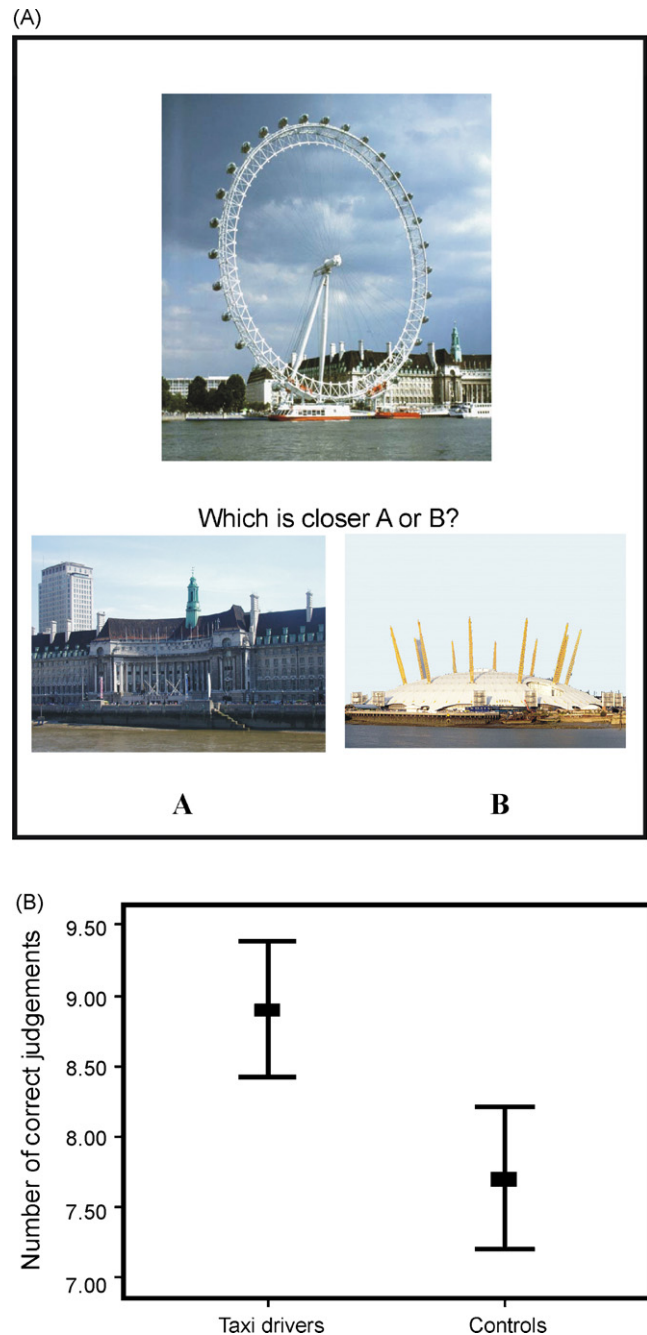 (A)
Which is closer A or B?
A
B
(B)
Number of correct judgements
9.50
9.00
8.50
8.00
7.50
7.00
Taxi drivers
Controls